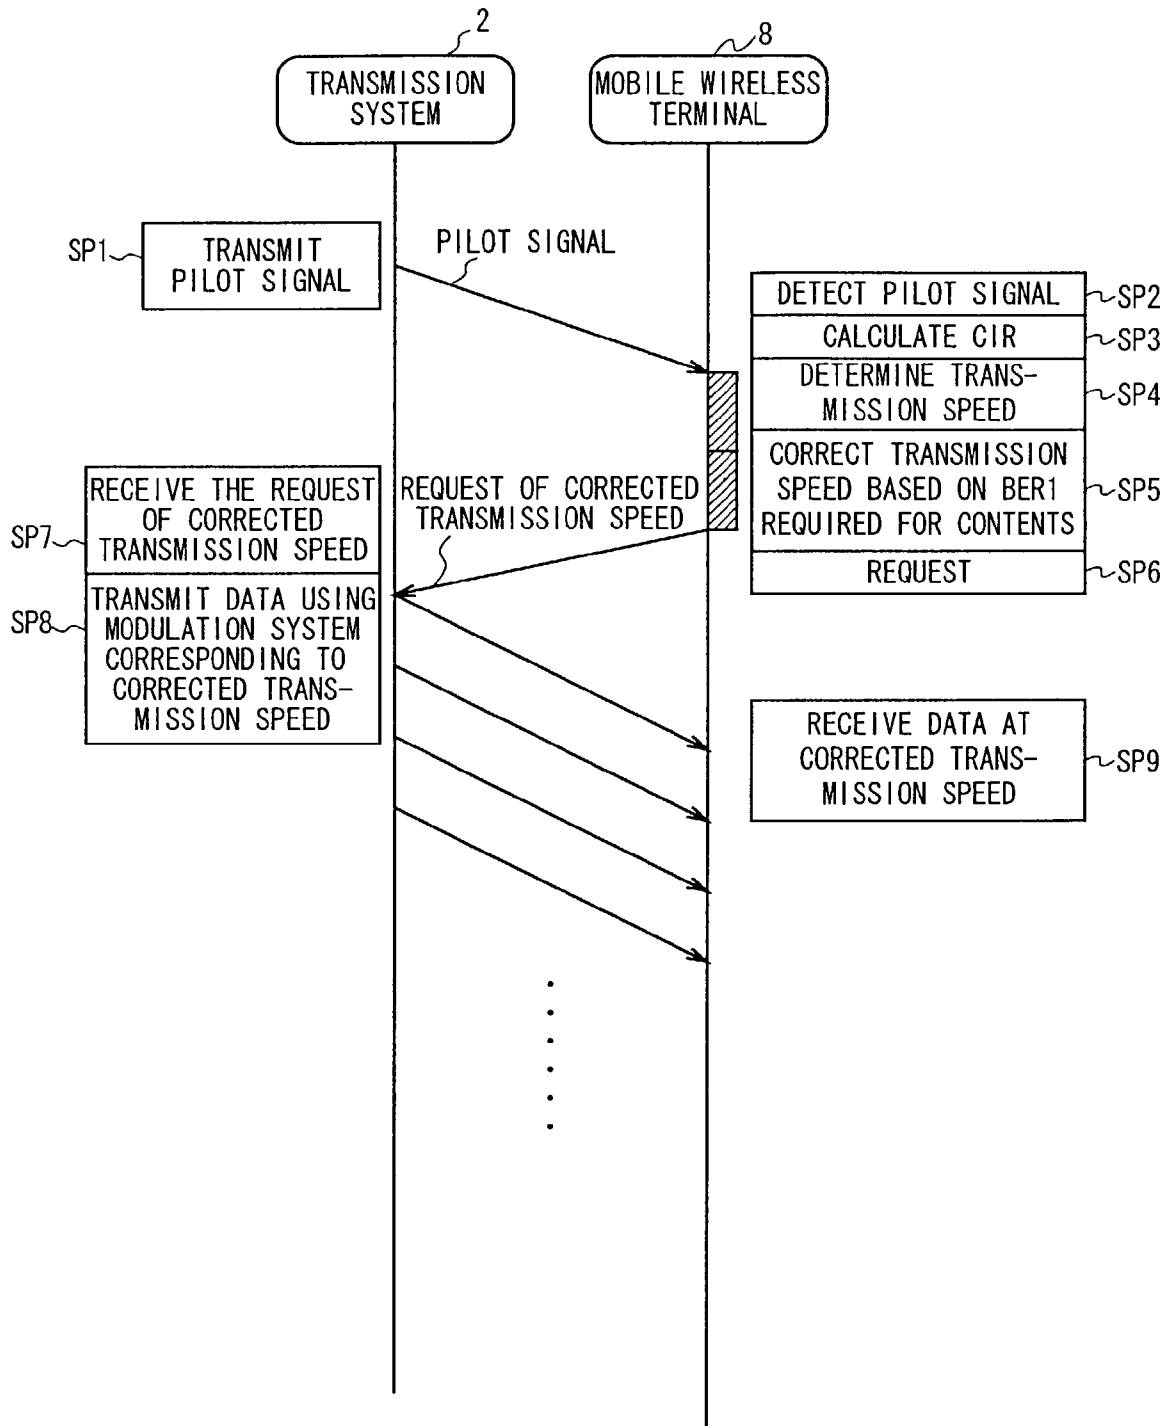 2
8
TRANSMISSION
SYSTEM
MOBILE WIRELESS
TERMINAL
SP1
TRANSMIT
PILOT SIGNAL
PILOT SIGNAL
DETECT PILOT SIGNAL
SP2
CALCULATE CIR
SP3
DETERMINE TRANS-
MISSION SPEED
SP4
CORRECT TRANSMISSION
SPEED BASED ON BER1
REQUIRED FOR CONTENTS
SP5
REQUEST
SP6
REQUEST OF CORRECTED
TRANSMISSION SPEED
SP7
RECEIVE THE REQUEST
OF CORRECTED
TRANSMISSION SPEED
SP8
TRANSMIT DATA USING
MODULATION SYSTEM
CORRESPONDING TO
CORRECTED TRANS-
MISSION SPEED
RECEIVE DATA AT
CORRECTED TRANS-
MISSION SPEED
SP9